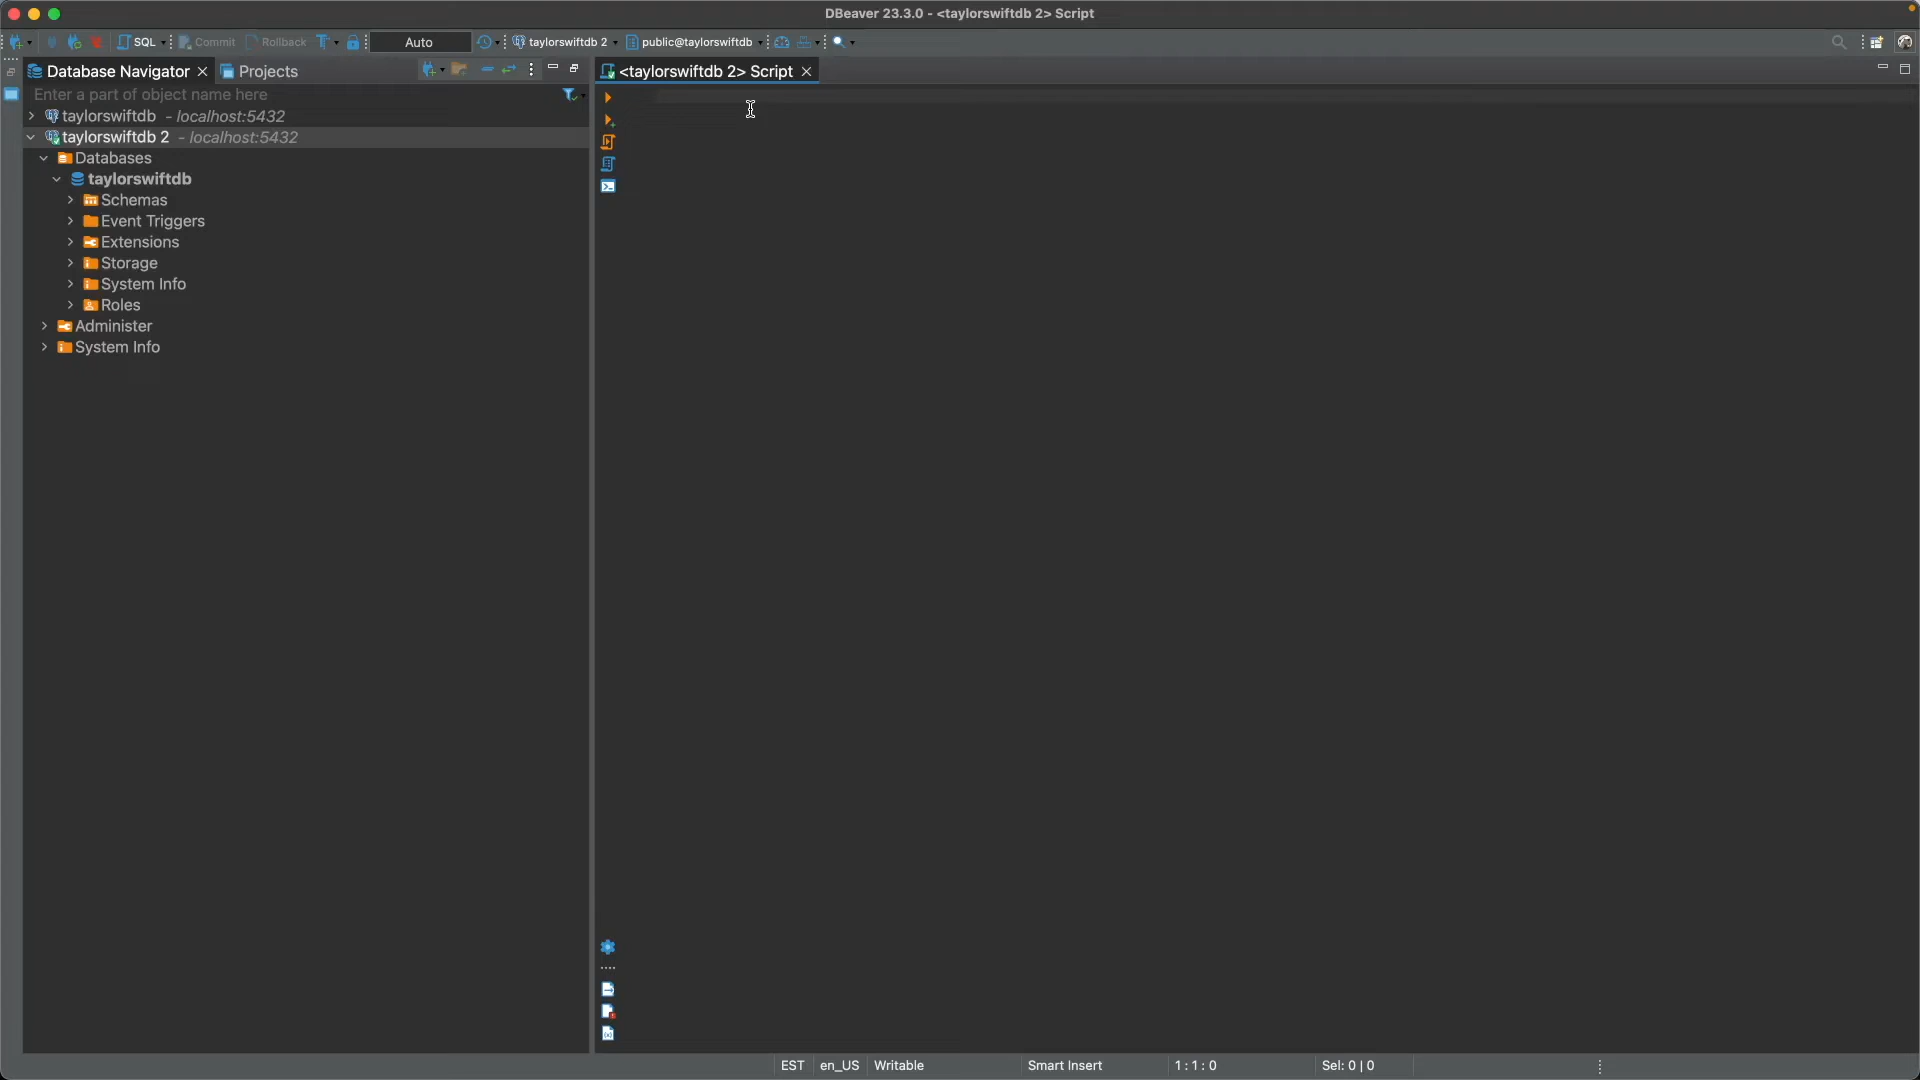 DBeaver 23.3.0 - <taylorswiftdb 2> Script
SQL Commit Rollback Auto taylorswiftdb 2 public@taylorswiftdb
Database Navigator Projects
<taylorswiftdb 2> Script
Enter a part of object name here
taylorswiftdb - localhost:5432
taylorswiftdb 2 - localhost:5432
Databases
taylorswiftdb
Schemas
Event Triggers
Extensions
Storage
System Info
Roles
Administer
System Info
EST en_US Writable Smart Insert 1 : 1 : 0 Sel: 0 | 0